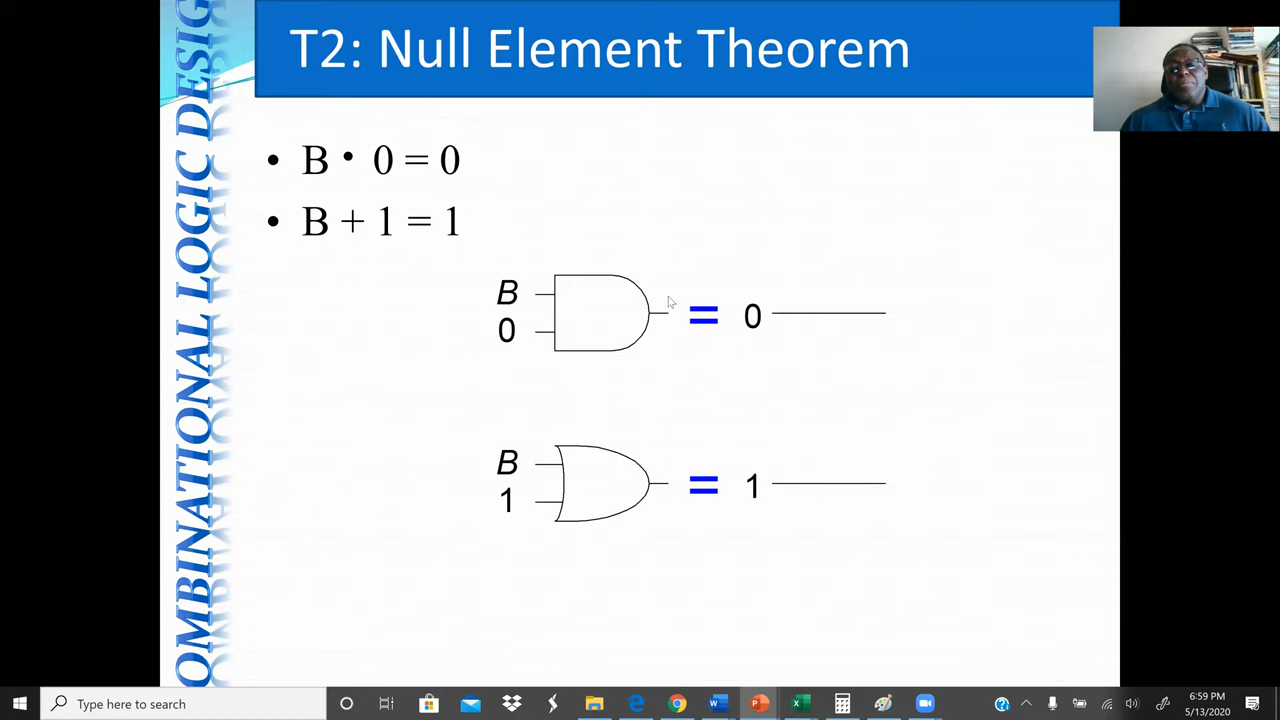 T2: Null Element Theorem
OMBINATIONAL LOGIC DESIG
• B • 0 = 0
• B + 1 = 1
B
0
= 0
B
1
= 1
Type here to search
6:59 PM
5/13/2020